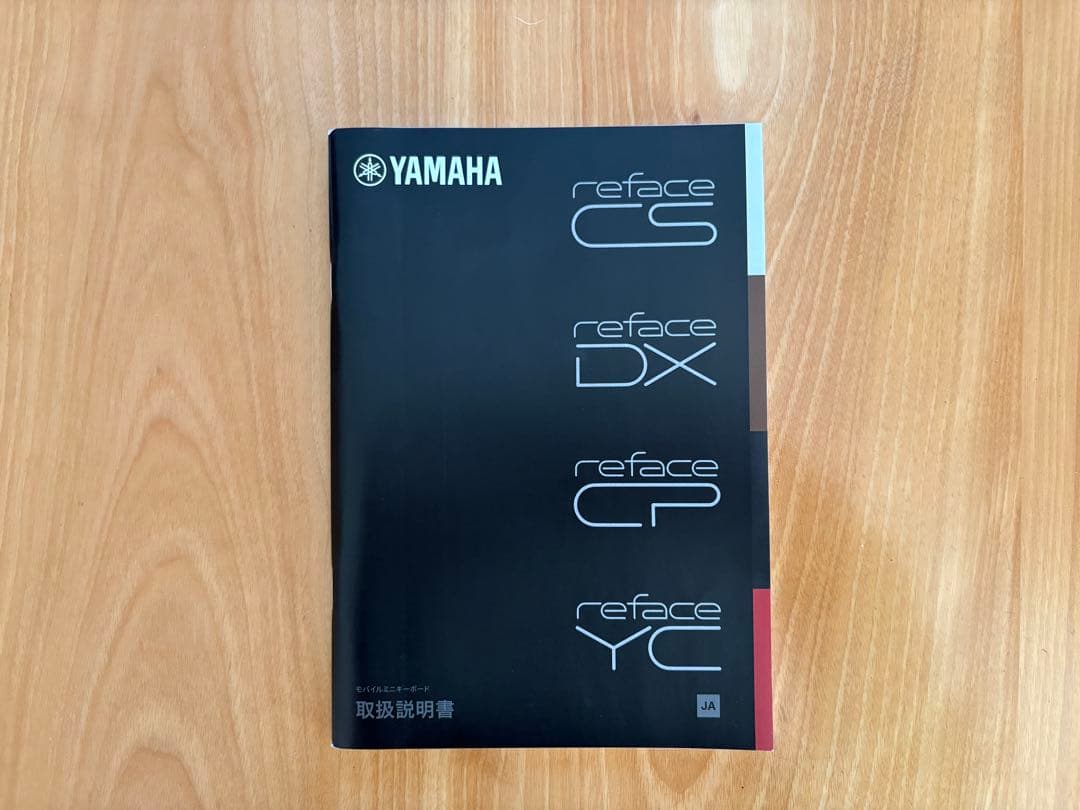 YAMAHA
reface
CS
reface
DX
reface
CP
reface
YC
モバイルミニキーボード
取扱説明書
JA